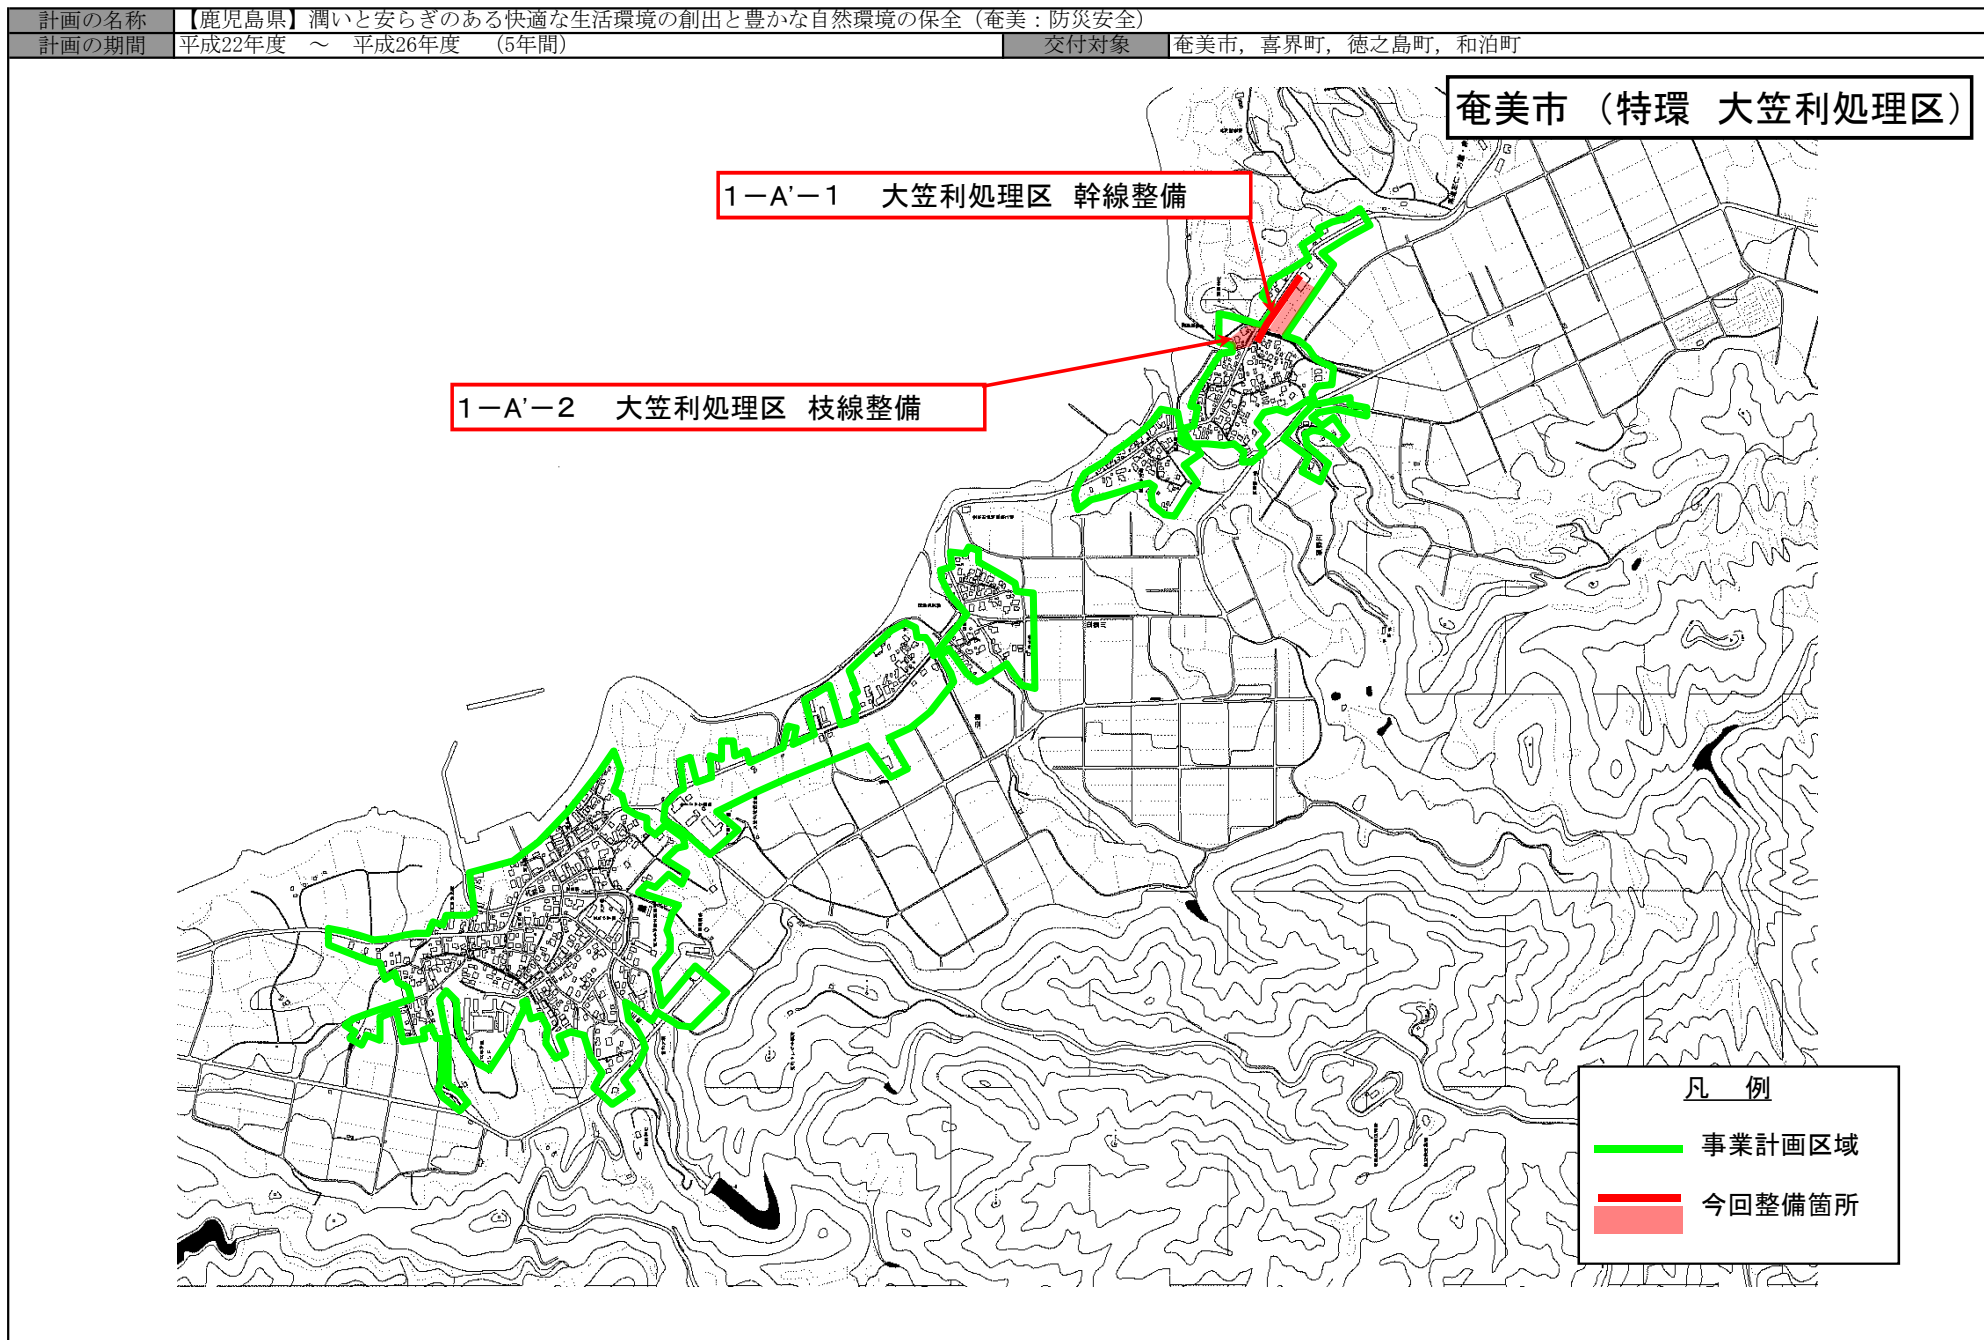 計画の名称 【鹿児島県】潤いと安らぎのある快適な生活環境の創出と豊かな自然環境の保全（奄美：防災安全）
計画の期間 平成22年度 ～ 平成26年度 （5年間） 交付対象 奄美市，喜界町，徳之島町，和泊町
奄美市 （特環 大笠利処理区）
1－A'－1 大笠利処理区 幹線整備
1－A'－2 大笠利処理区 枝線整備
凡 例
事業計画区域
今回整備箇所